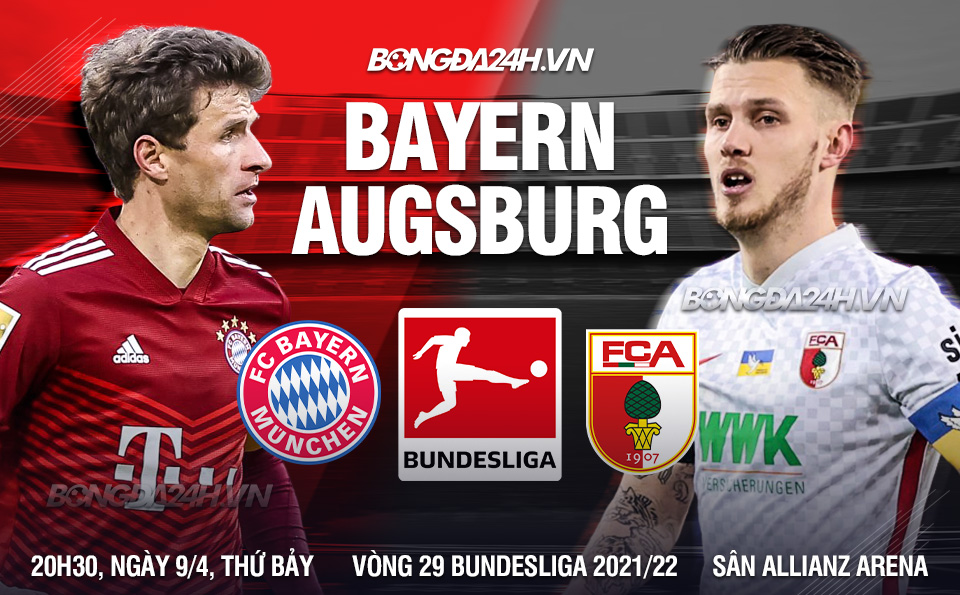 BONGDA24H.VN
BAYERN
AUGSBURG
BONGDA24H.VN
adidas
FC BAYERN
MÜNCHEN
FCA
1907
BUNDESLIGA
WWK
VERSICHERUNGEN
T
BONGDA24H.VN
20H30, NGÀY 9/4, THỨ BẢY
VÒNG 29 BUNDESLIGA 2021/22
SÂN ALLIANZ ARENA